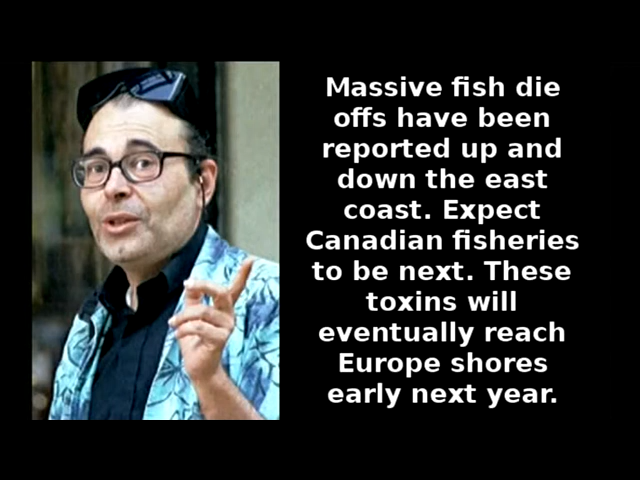 Massive fish die
offs have been
reported up and
down the east
coast. Expect
Canadian fisheries
to be next. These
toxins will
eventually reach
Europe shores
early next year.